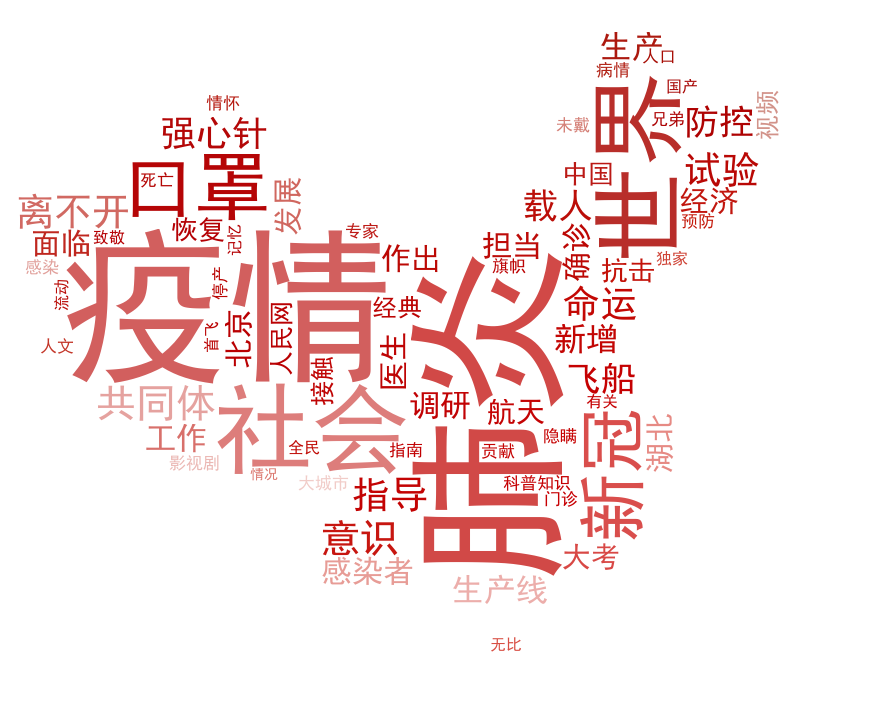 生产
人口
病情
国产
情怀
世界
视频
兄弟
防控
未戴
强心针
口罩
死亡
中国
试验
离不开
发展
载人
经济
预防
恢复
面临
致敬
记忆
专家
作出
担当
确诊
独家
感染
旗帜
抗击
疫情
流动
停产
命运
经典
人民网
北京
首飞
新增
人文
医生
肺炎
接触
飞船
共同体
社会
调研
航天
有关
新冠
湖北
工作
隐瞒
全民
指南
贡献
影视剧
情况
大城市
指导
科普知识
门诊
意识
感染者
大考
生产线
无比